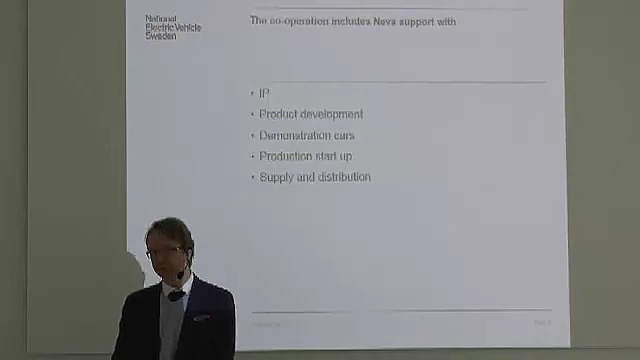 National
Electric Vehicle
Sweden
The co-operation includes Nevs support with
• IP
• Product development
• Demonstration cars
• Production start up
• Supply and distribution